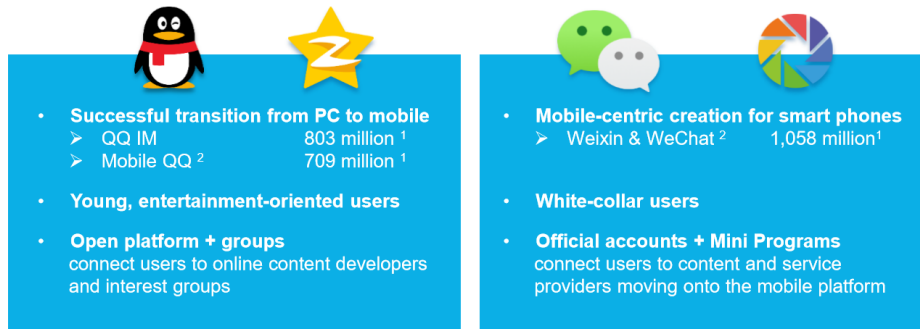 • Successful transition from PC to mobile
➢ QQ IM 803 million ¹
➢ Mobile QQ ² 709 million ¹
• Young, entertainment-oriented users
• Open platform + groups
connect users to online content developers
and interest groups
• Mobile-centric creation for smart phones
➢ Weixin & WeChat ² 1,058 million¹
• White-collar users
• Official accounts + Mini Programs
connect users to content and service
providers moving onto the mobile platform